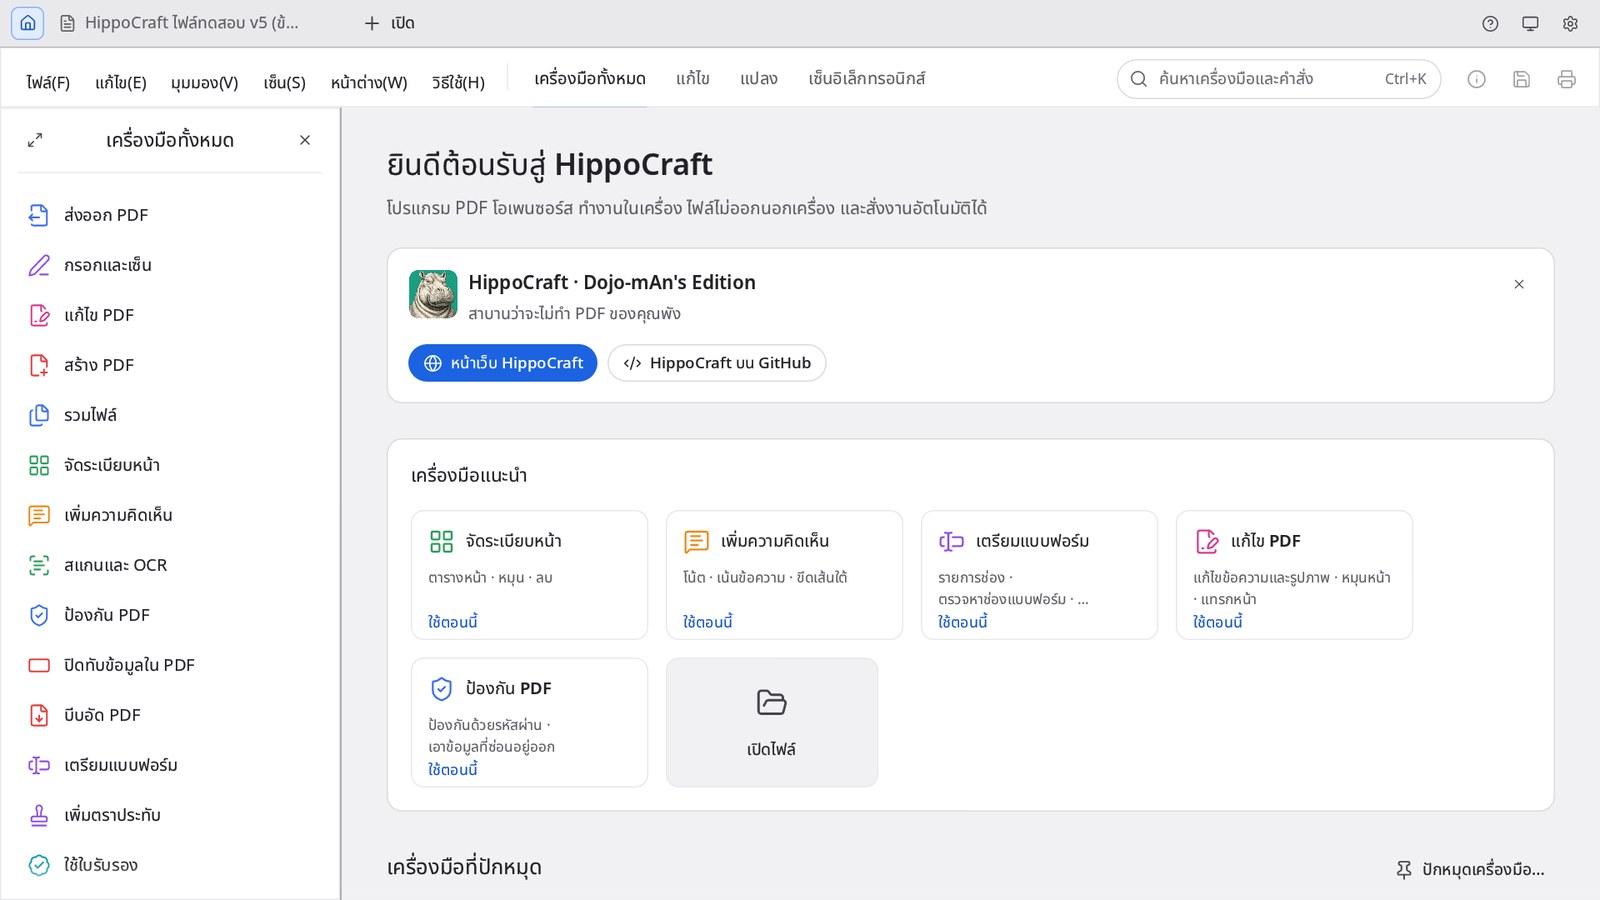 HippoCraft ไฟล์ทดสอบ v5 (ข้...
เปิด
ไฟล์(F)
แก้ไข(E)
มุมมอง(V)
เซ็น(S)
หน้าต่าง(W)
วิธีใช้(H)
เครื่องมือทั้งหมด
แก้ไข
แปลง
เซ็นอิเล็กทรอนิกส์
ค้นหาเครื่องมือและคำสั่ง
Ctrl+K
เครื่องมือทั้งหมด
ส่งออก PDF
กรอกและเซ็น
แก้ไข PDF
สร้าง PDF
รวมไฟล์
จัดระเบียบหน้า
เพิ่มความคิดเห็น
สแกนและ OCR
ป้องกัน PDF
ปิดทับข้อมูลใน PDF
บีบอัด PDF
เตรียมแบบฟอร์ม
เพิ่มตราประทับ
ใช้ใบรับรอง
ยินดีต้อนรับสู่ HippoCraft
โปรแกรม PDF โอเพนซอร์ส ทำงานในเครื่อง ไฟล์ไม่ออกนอกเครื่อง และสั่งงานอัตโนมัติได้
HippoCraft · Dojo-mAn's Edition
สาบานว่าจะไม่ทำ PDF ของคุณพัง
หน้าเว็บ HippoCraft
</> HippoCraft บน GitHub
เครื่องมือแนะนำ
จัดระเบียบหน้า
ตารางหน้า · หมุน · ลบ
ใช้ตอนนี้
เพิ่มความคิดเห็น
โน้ต · เน้นข้อความ · ขีดเส้นใต้
ใช้ตอนนี้
เตรียมแบบฟอร์ม
รายการช่อง ·
ตรวจหาช่องแบบฟอร์ม · ...
ใช้ตอนนี้
แก้ไข PDF
แก้ไขข้อความและรูปภาพ · หมุนหน้า
· แทรกหน้า
ใช้ตอนนี้
ป้องกัน PDF
ป้องกันด้วยรหัสผ่าน ·
เอาข้อมูลที่ซ่อนอยู่ออก
ใช้ตอนนี้
เปิดไฟล์
เครื่องมือที่ปักหมุด
ปักหมุดเครื่องมือ...